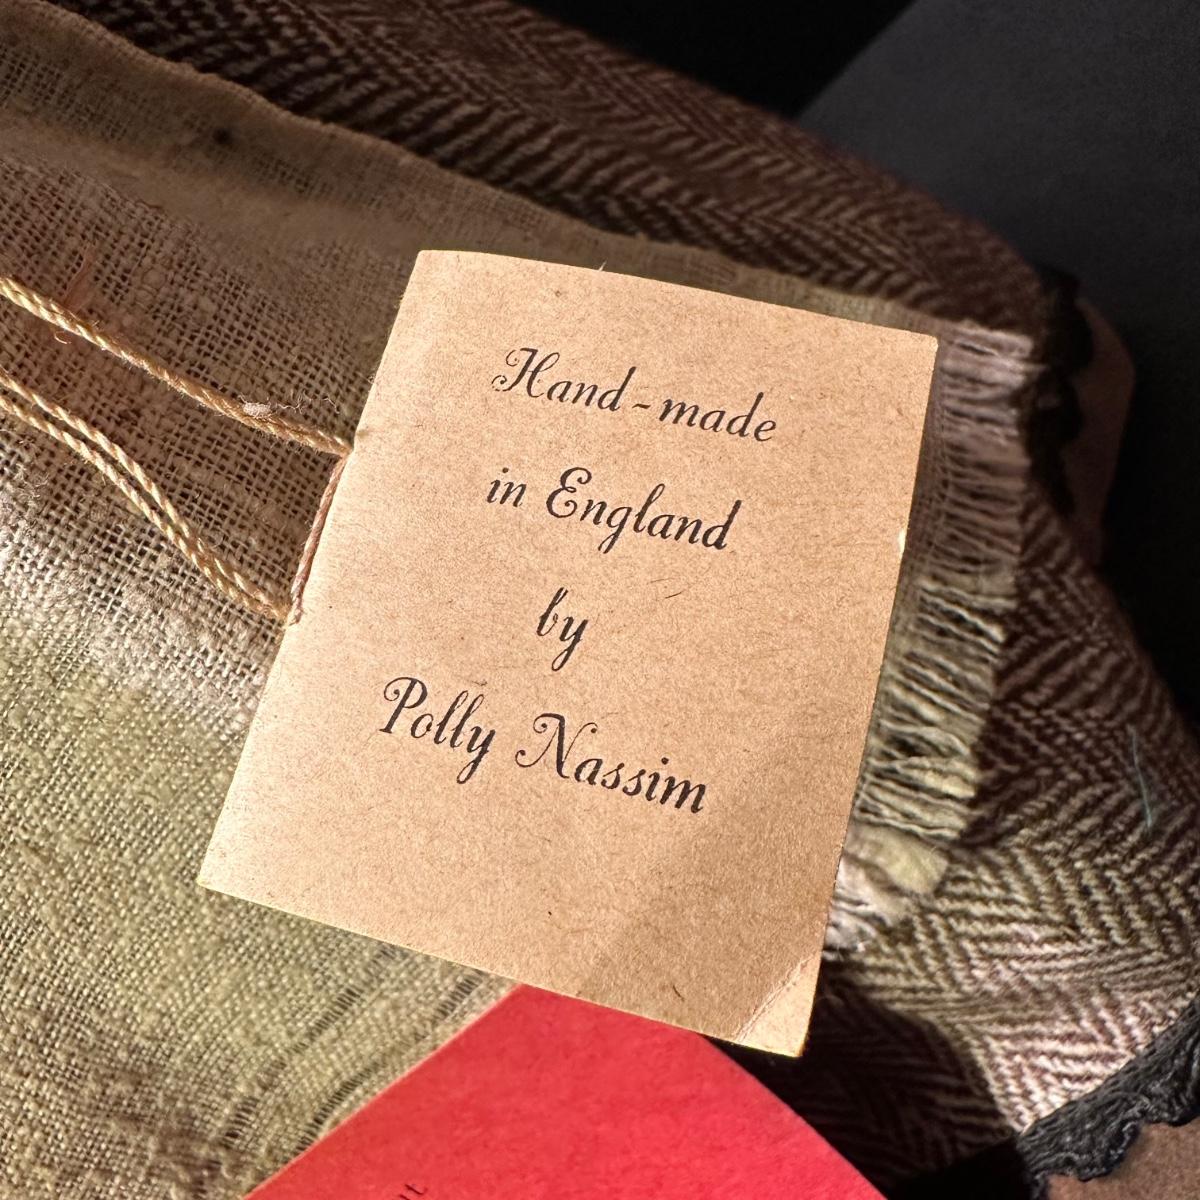 Hand-made
in England
by
Polly Nassim